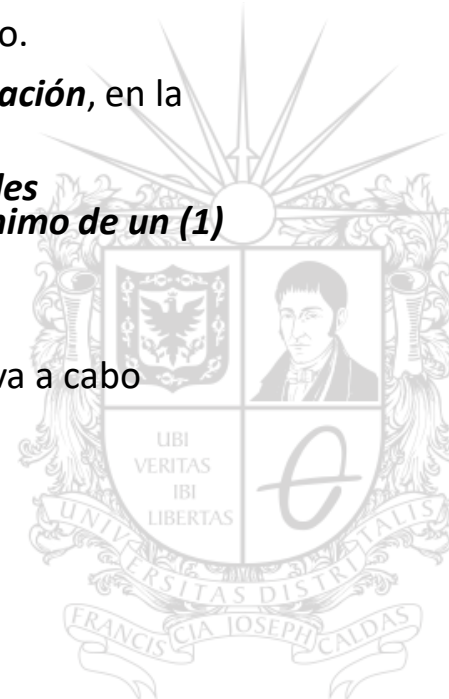 o.
ación, en la
les
nimo de un (1)
va a cabo
UBI
VERITAS
IBI
LIBERTAS
UNIVERSITAS DISTRITALIS
FRANCISCIA JOSEPH CALDAS